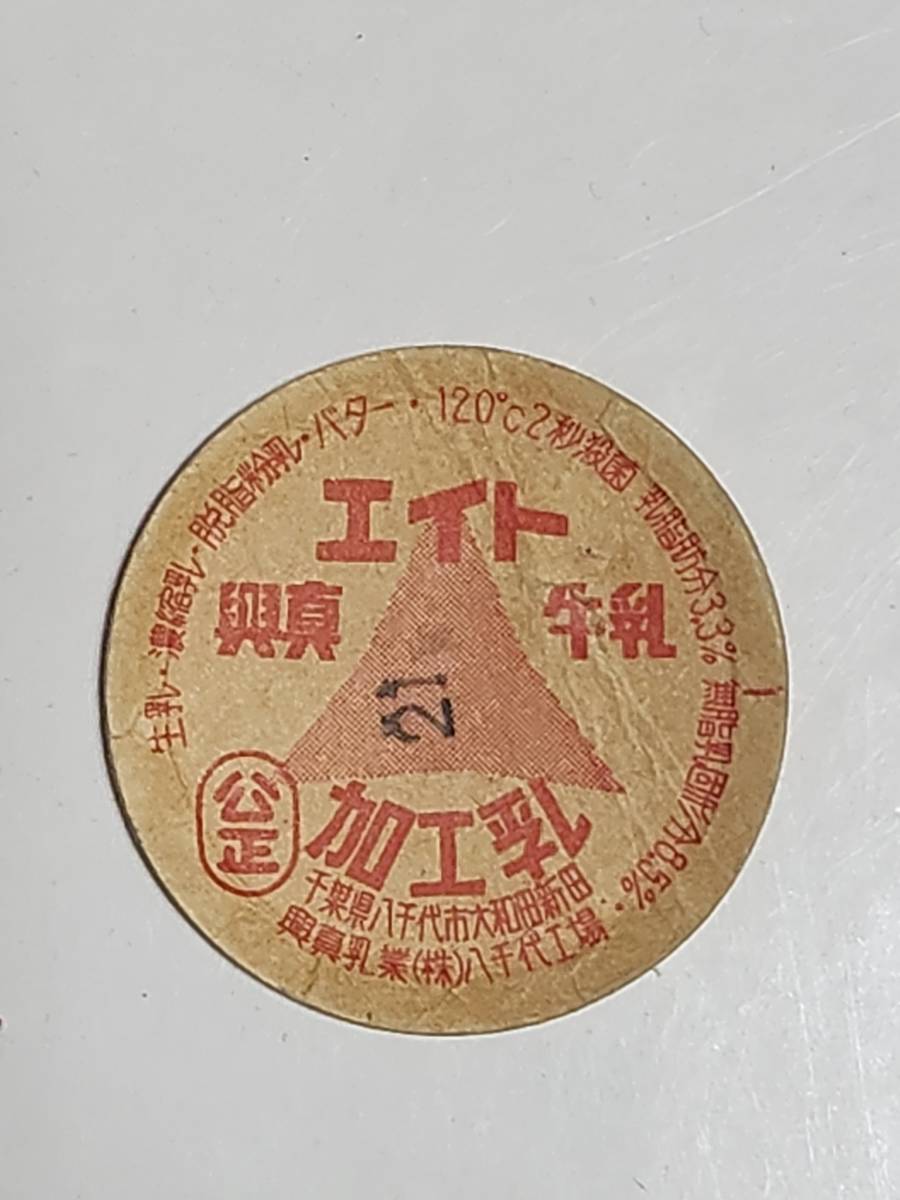 生乳・濃縮乳・脱脂粉乳・バター・120℃2秒殺菌 乳脂肪分3.3% 無脂乳固形分8.5%・
エイト
興真 牛乳
21
公正
加工乳
千葉県八千代市大和田新田
興真乳業(株)八千代工場